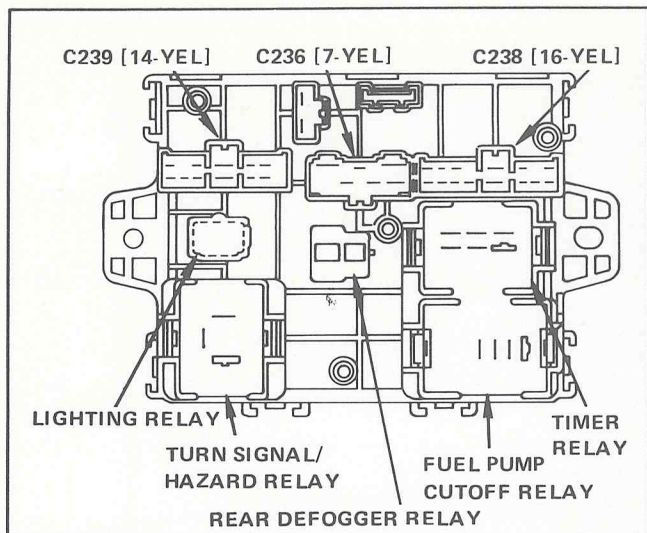 C239 [14-YEL] C236 [7-YEL] C238 [16-YEL]
LIGHTING RELAY
TURN SIGNAL/
HAZARD RELAY
REAR DEFOGGER RELAY
FUEL PUMP
CUTOFF RELAY
TIMER
RELAY